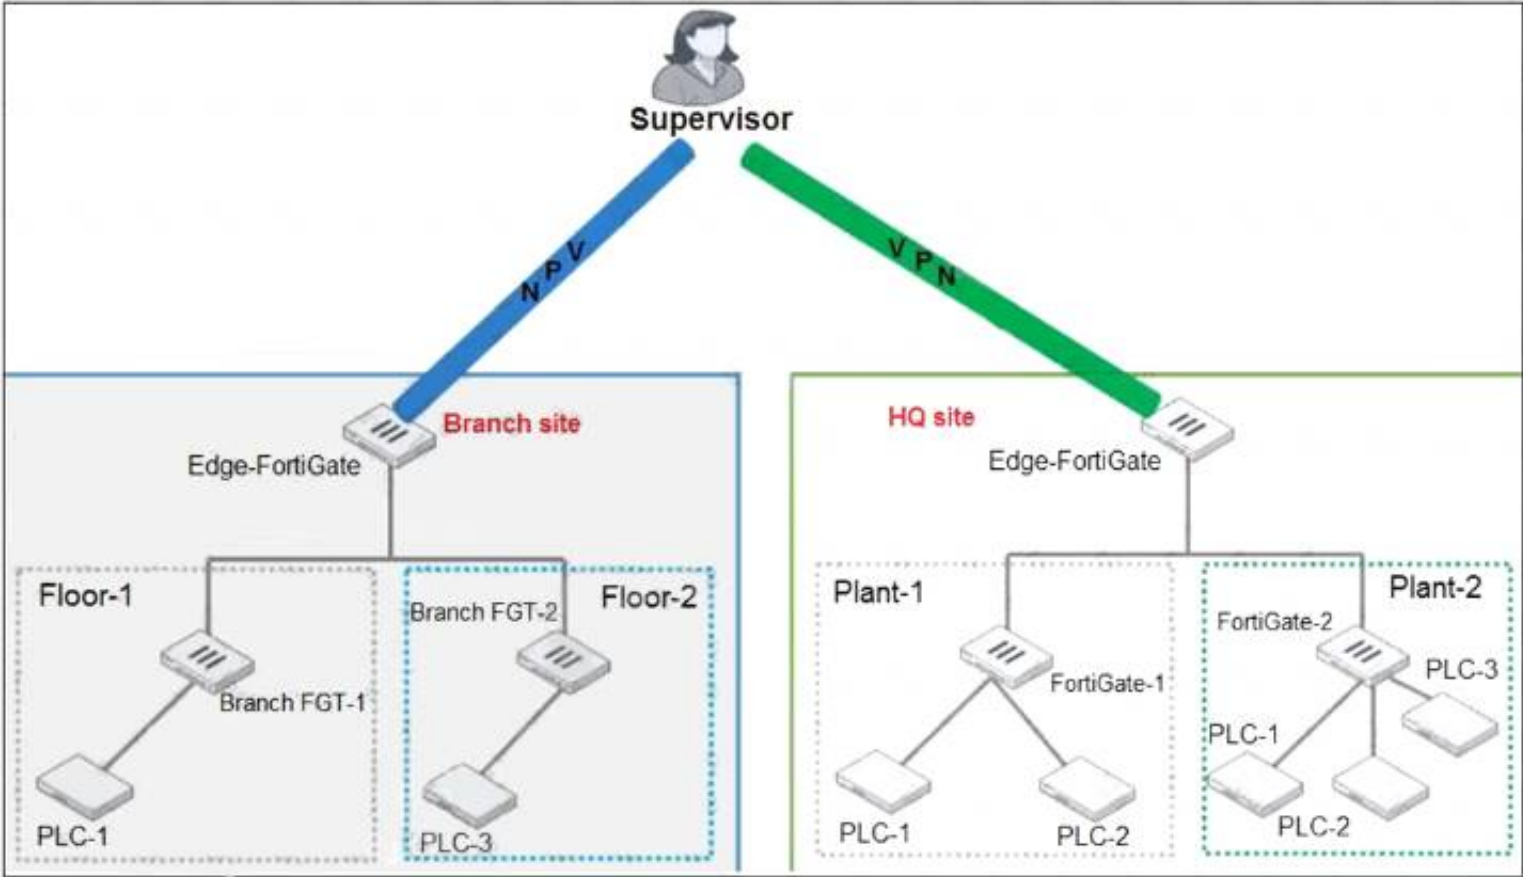 Supervisor
VPN
VPN
Branch site
HQ site
Edge-FortiGate
Edge-FortiGate
Floor-1
Branch FGT-2
Floor-2
Branch FGT-1
PLC-1
PLC-3
Plant-1
Plant-2
FortiGate-2
FortiGate-1
PLC-3
PLC-1
PLC-2
PLC-1
PLC-2